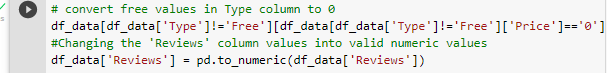 # convert free values in Type column to 0
df_data[df_data['Type']!='Free'][df_data[df_data['Type']!='Free']['Price']=='0']
#Changing the 'Reviews' column values into valid numeric values
df_data['Reviews'] = pd.to_numeric(df_data['Reviews'])